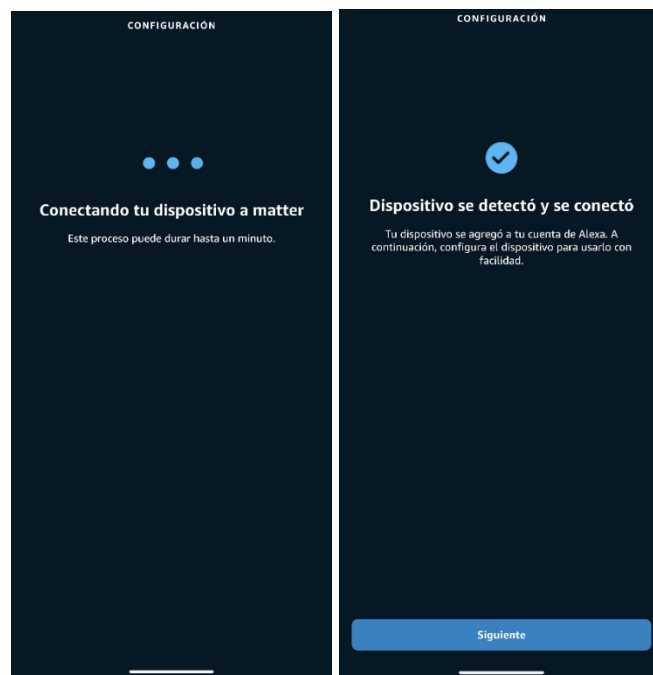 CONFIGURACIÓN
Conectando tu dispositivo a matter
Este proceso puede durar hasta un minuto.
CONFIGURACIÓN
Dispositivo se detectó y se conectó
Tu dispositivo se agregó a tu cuenta de Alexa. A
continuación, configura el dispositivo para usarlo con
facilidad.
Siguiente